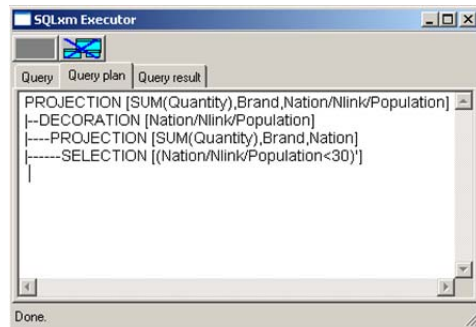 SQLxm Executor
Query Query plan Query result
PROJECTION [SUM(Quantity),Brand,Nation/Nlink/Population]
|--DECORATION [Nation/Nlink/Population]
|----PROJECTION [SUM(Quantity),Brand,Nation]
|------SELECTION [(Nation/Nlink/Population<30)']
Done.